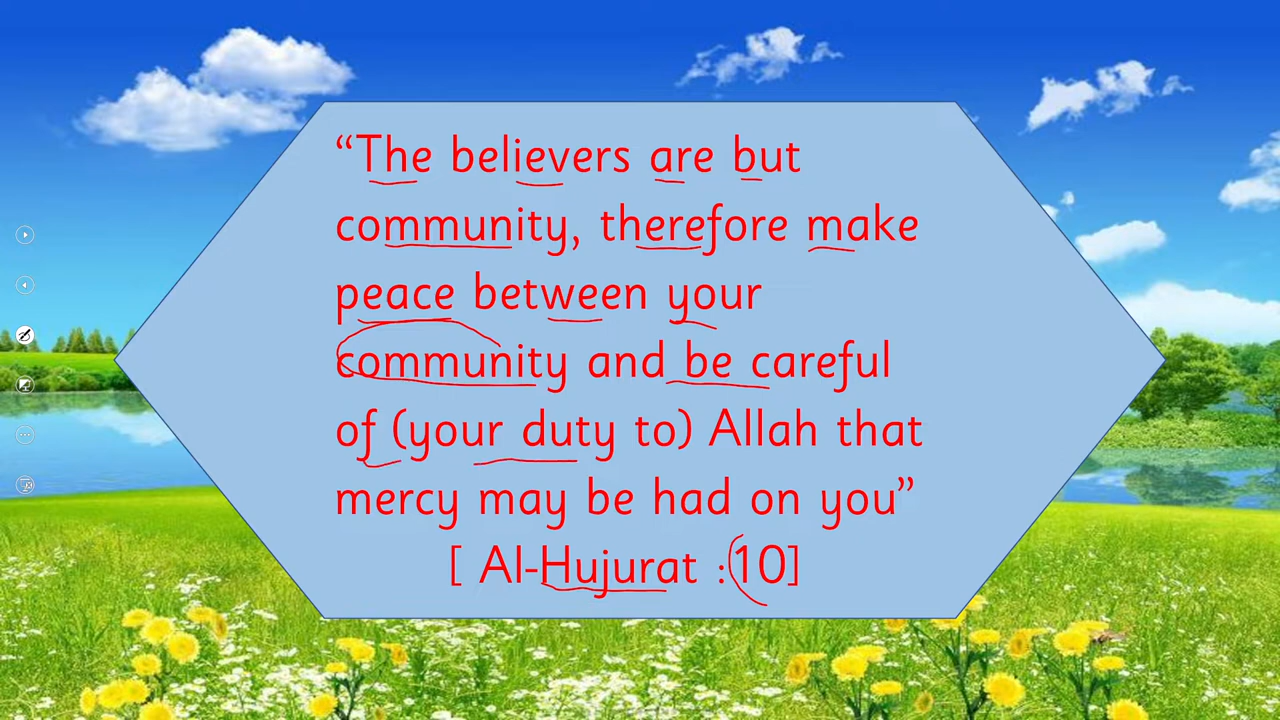 “The believers are but
community, therefore make
peace between your
community and be careful
of (your duty to) Allah that
mercy may be had on you”
[ Al-Hujurat :10]